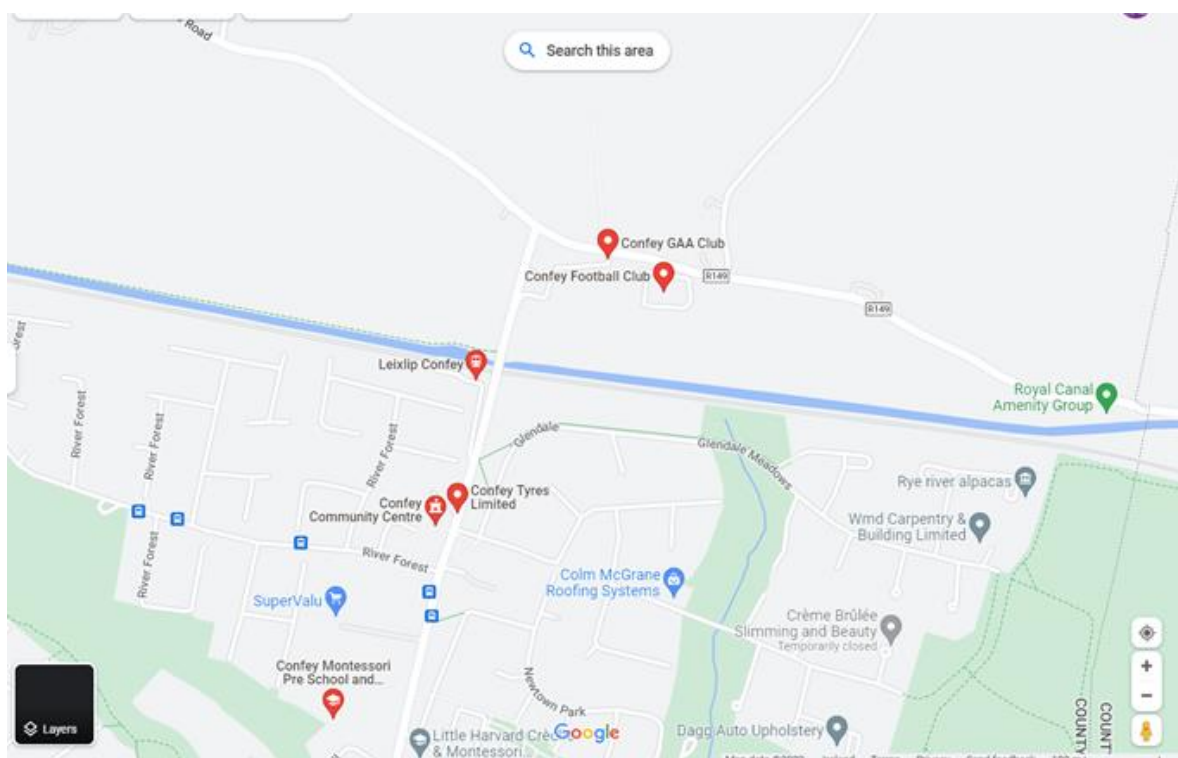 Road
Search this area
Confey GAA Club
Confey Football Club
R149
R149
Leixlip Confey
Royal Canal
Amenity Group
River Forest
River Forest
River Forest
Glendale
Glendale Meadows
Rye river alpacas
Confey Tyres
Limited
Confey
Community Centre
Wmd Carpentry &
Building Limited
River Forest
River Forest
Colm McGrane
Roofing Systems
SuperValu
Crème Brûlée
Slimming and Beauty
Temporarily closed
Confey Montessori
Pre School and...
Newtown Park
Layers
Little Harvard Crèc
& Montessori...
Google
Dagg Auto Upholstery
COUNTY
COUNT